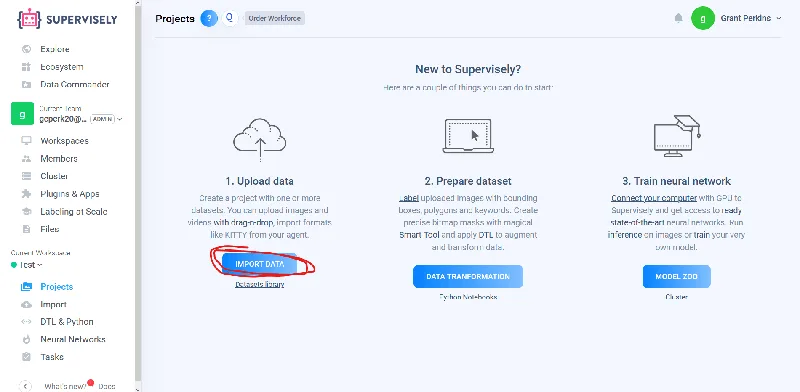 SUPERVISELY
Explore
Ecosystem
Data Commander
g
Current Team
gcperk20@... ADMIN
Workspaces
Members
Cluster
Plugins & Apps
Labeling at Scale
Files
Current Workspace
Test
Projects
Import
DTL & Python
Neural Networks
Tasks
What's new? Docs
Projects ? Q Order Workforce
g Grant Perkins
New to Supervisely?
Here are a couple of things you can do to start:
1. Upload data
Create a project with one or more
datasets. You can upload images and
videos with drag-n-drop, import formats
like KITTY from your agent.
IMPORT DATA
Datasets library
2. Prepare dataset
Label uploaded images with bounding
boxes, polygons and keywords. Create
precise bitmap masks with magical
Smart Tool and apply DTL to augment
and transform data.
DATA TRANFORMATION
Python Notebooks
3. Train neural network
Connect your computer with GPU to
Supervisely and get access to ready
state-of-the-art neural networks. Run
inference on images or train your very
own model.
MODEL ZOO
Cluster